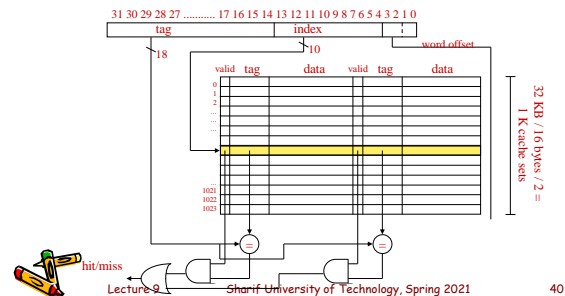 31 30 29 28 27 ........... 17 16 15 14 13 12 11 10 9 8 7 6 5 4 3 2 1 0
tag index
18 10 word offset
valid tag data valid tag data
0
1
2
...
...
...
1021
1022
1023
32 KB / 16 bytes / 2 =
1 K cache sets
= =
hit/miss
Lecture 9 Sharif University of Technology, Spring 2021 40